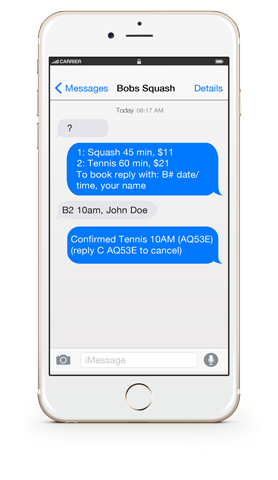 CARRIER
Messages Bobs Squash Details
Today 08:17 AM
?
1: Squash 45 min, $11
2: Tennis 60 min, $21
To book reply with: B# date/
time, your name
B2 10am, John Doe
Confirmed Tennis 10AM (AQ53E)
(reply C AQ53E to cancel)
iMessage